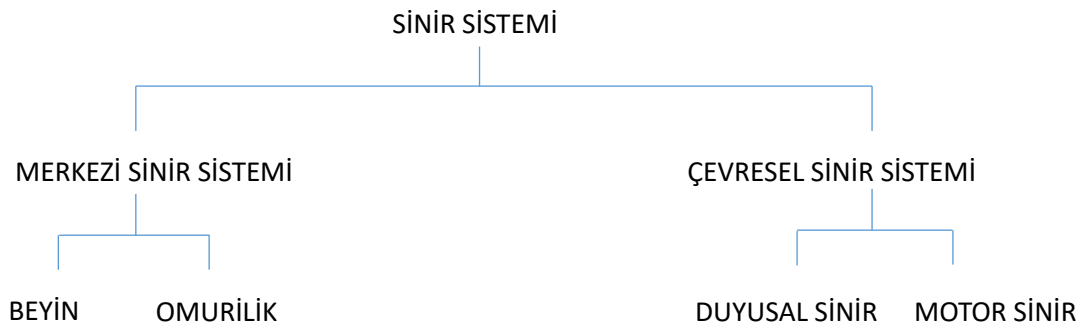 SİNİR SİSTEMİ
MERKEZİ SİNİR SİSTEMİ
ÇEVRESEL SİNİR SİSTEMİ
BEYİN
OMURİLİK
DUYUSAL SİNİR
MOTOR SİNİR